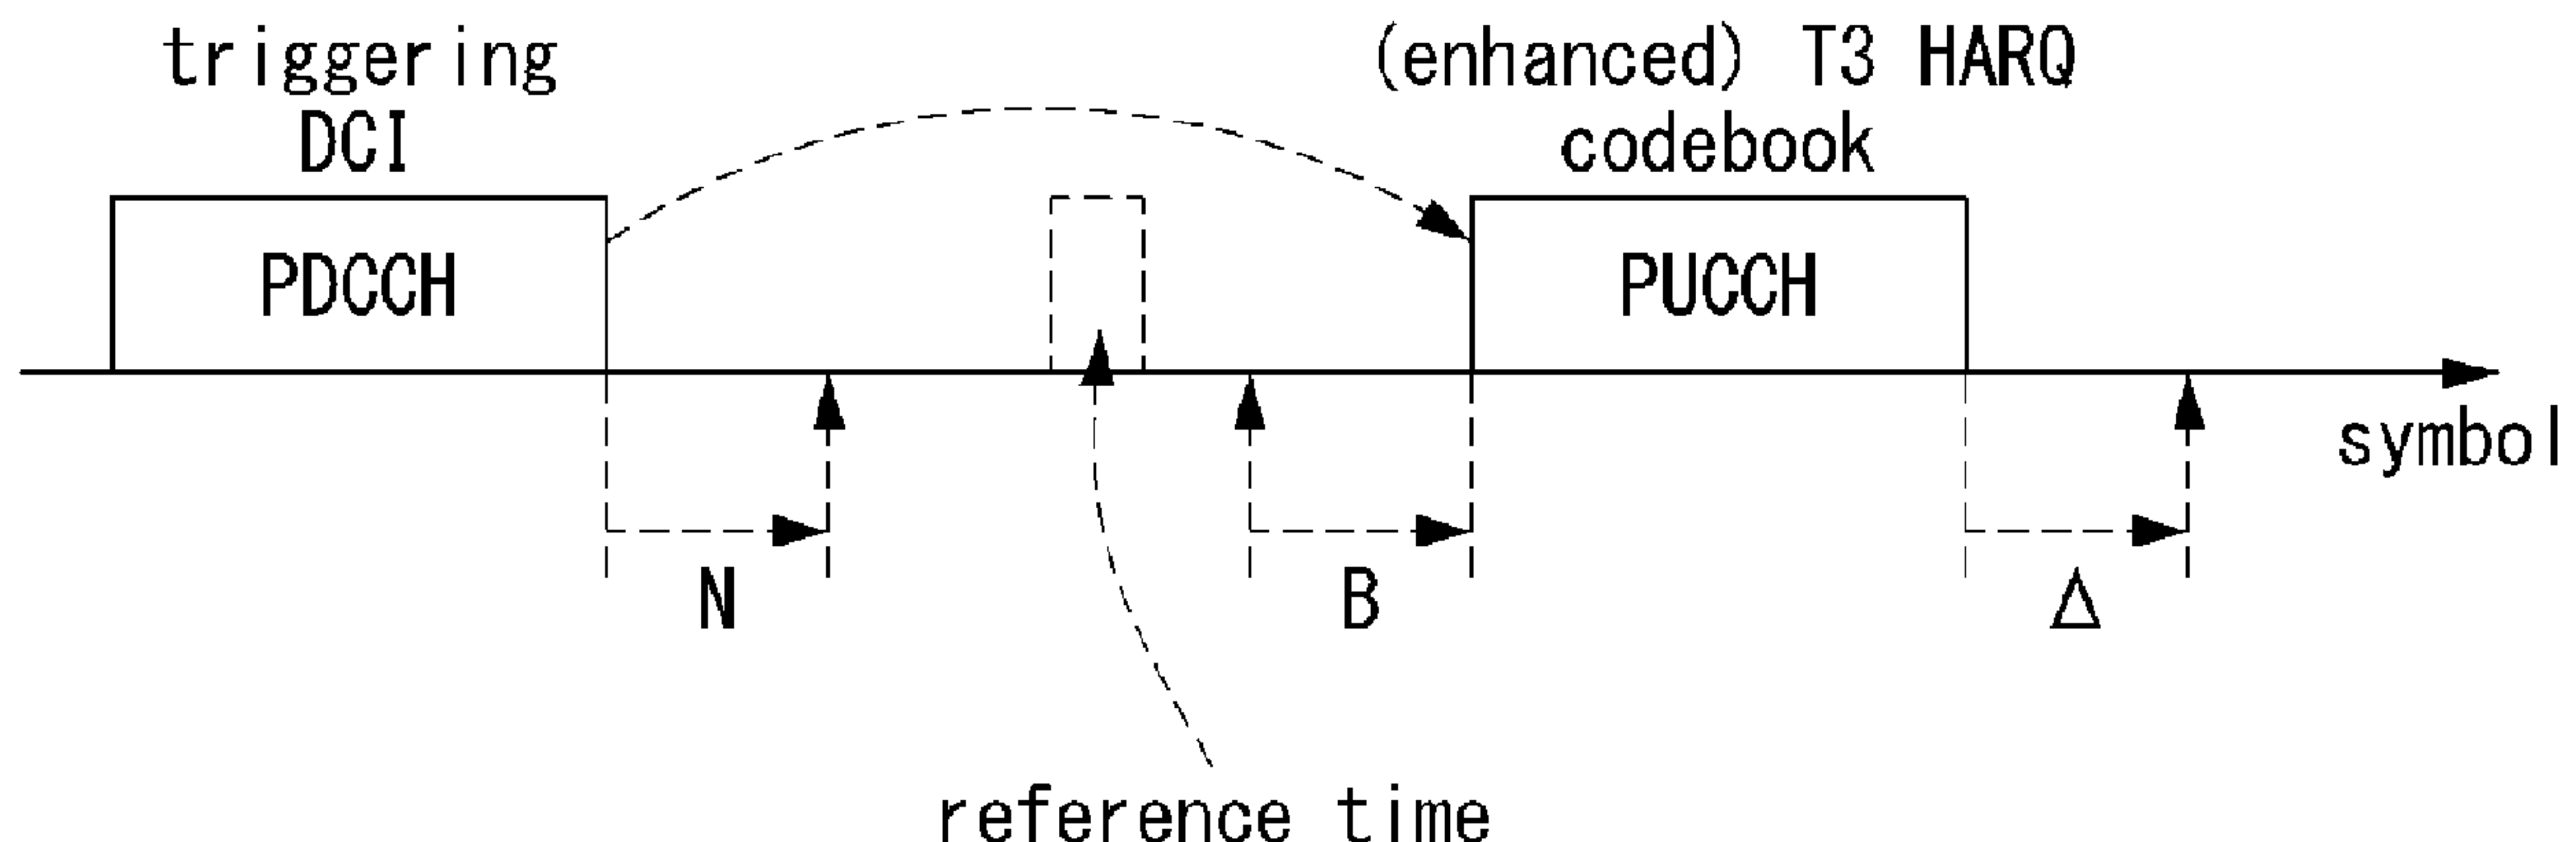 triggering
DCI
(enhanced) T3 HARQ
codebook
PDCCH
PUCCH
symbol
N
B
Δ
reference time